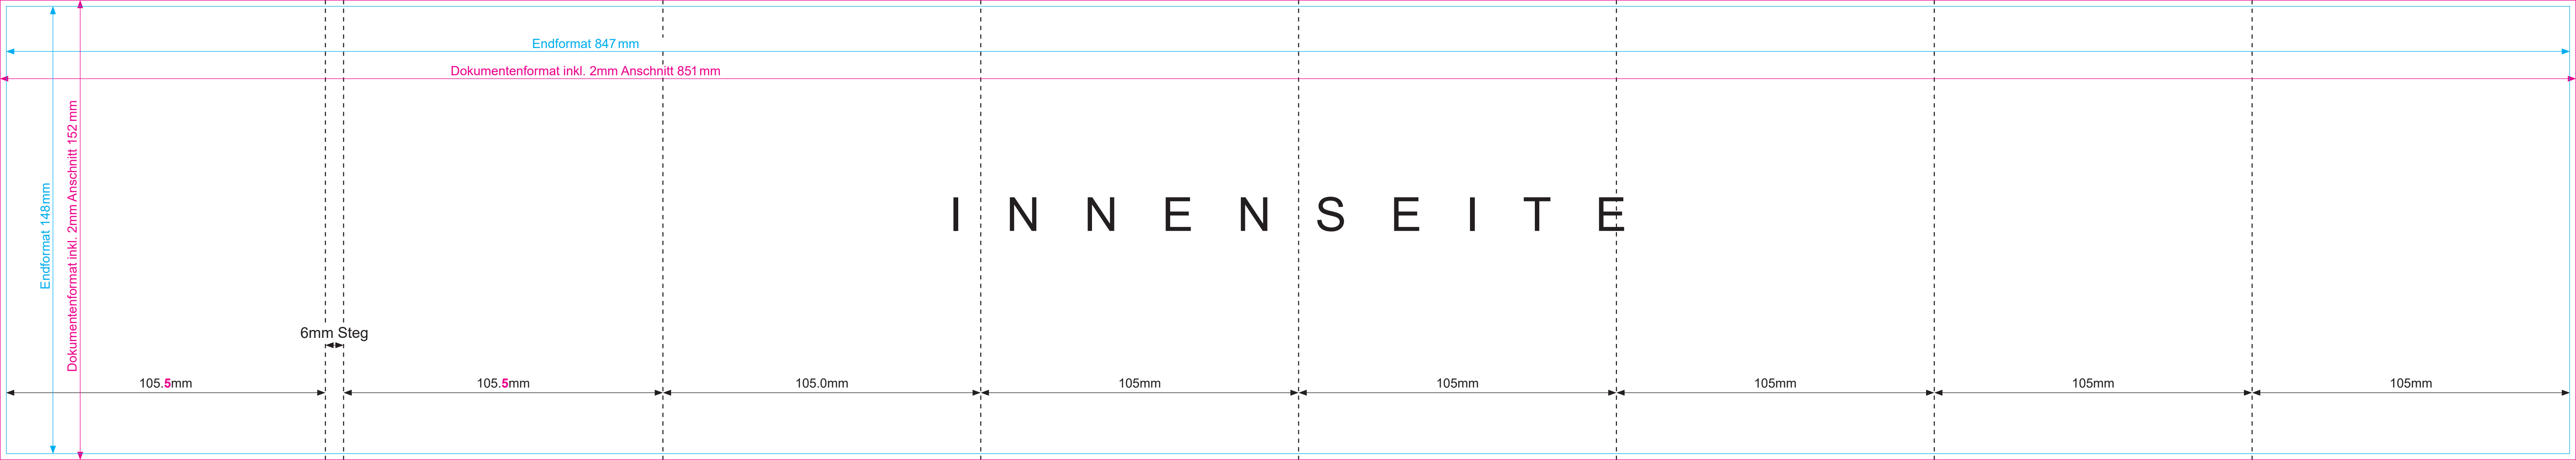 Endformat 847 mm
Dokumentenformat inkl. 2mm Anschnitt 851 mm
Endformat 148mm
Dokumentenformat inkl. 2mm Anschnitt 152 mm
I N N E N S E I T E
6mm Steg
105.5mm
105.5mm
105.0mm
105mm
105mm
105mm
105mm
105mm